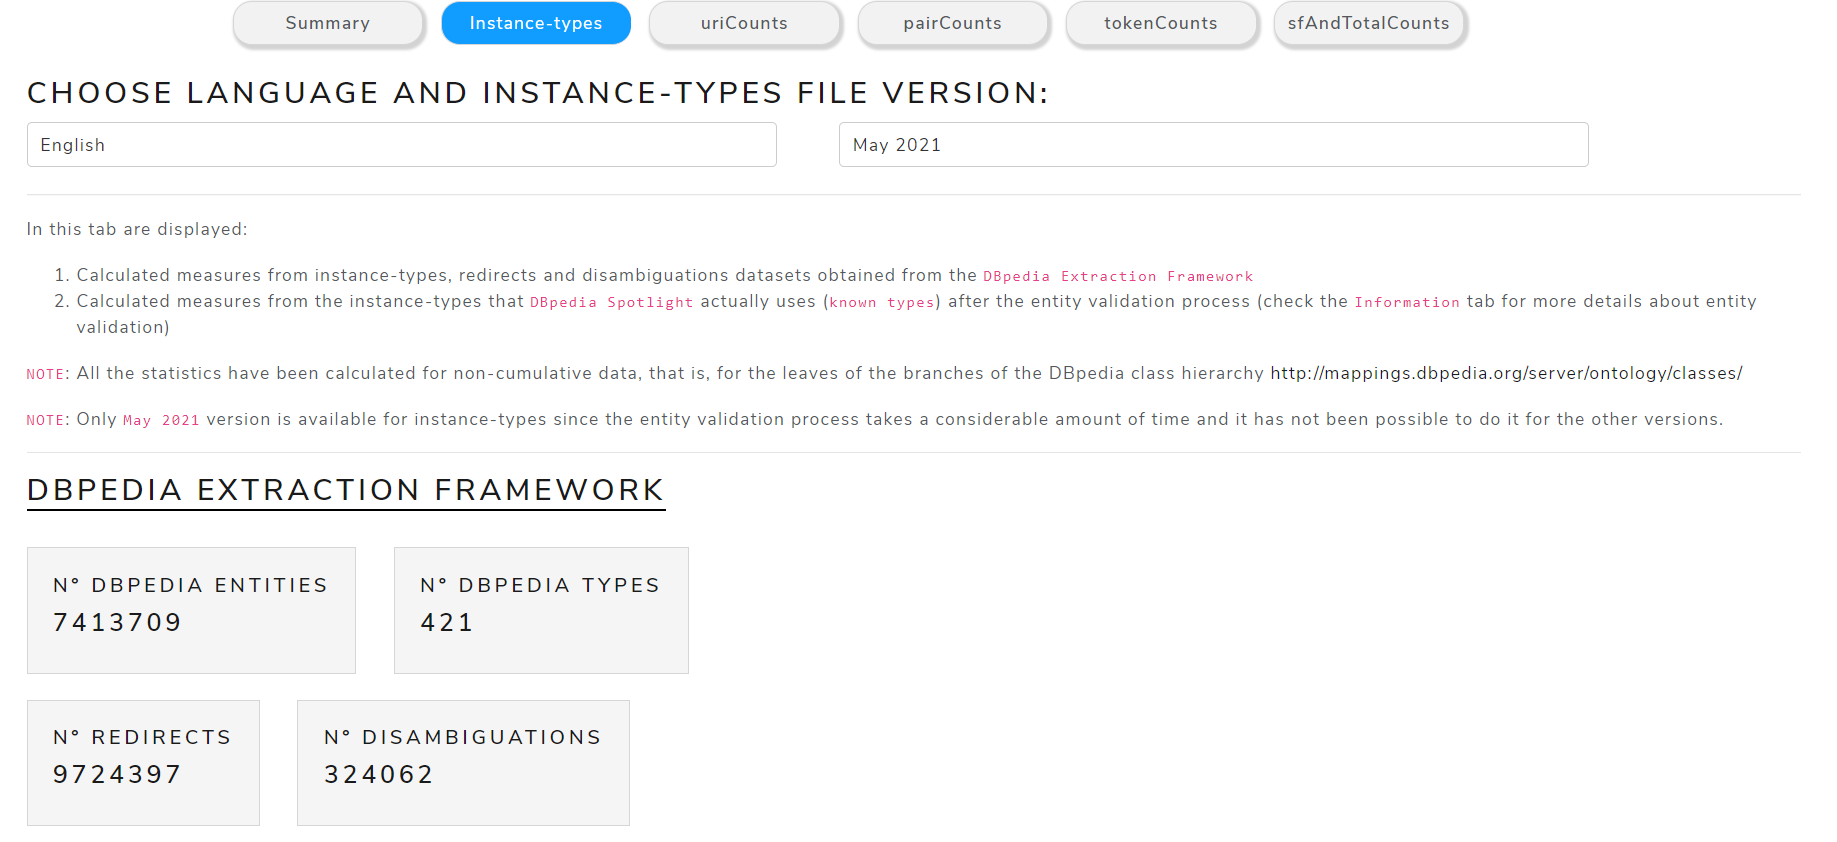 Summary Instance-types uriCounts pairCounts tokenCounts sfAndTotalCounts
CHOOSE LANGUAGE AND INSTANCE-TYPES FILE VERSION:
English May 2021
In this tab are displayed:
1. Calculated measures from instance-types, redirects and disambiguations datasets obtained from the DBpedia Extraction Framework
2. Calculated measures from the instance-types that DBpedia Spotlight actually uses (known types) after the entity validation process (check the Information tab for more details about entity
validation)
NOTE: All the statistics have been calculated for non-cumulative data, that is, for the leaves of the branches of the DBpedia class hierarchy http://mappings.dbpedia.org/server/ontology/classes/
NOTE: Only May 2021 version is available for instance-types since the entity validation process takes a considerable amount of time and it has not been possible to do it for the other versions.
DBPEDIA EXTRACTION FRAMEWORK
N° DBPEDIA ENTITIES
7413709
N° DBPEDIA TYPES
421
N° REDIRECTS
9724397
N° DISAMBIGUATIONS
324062